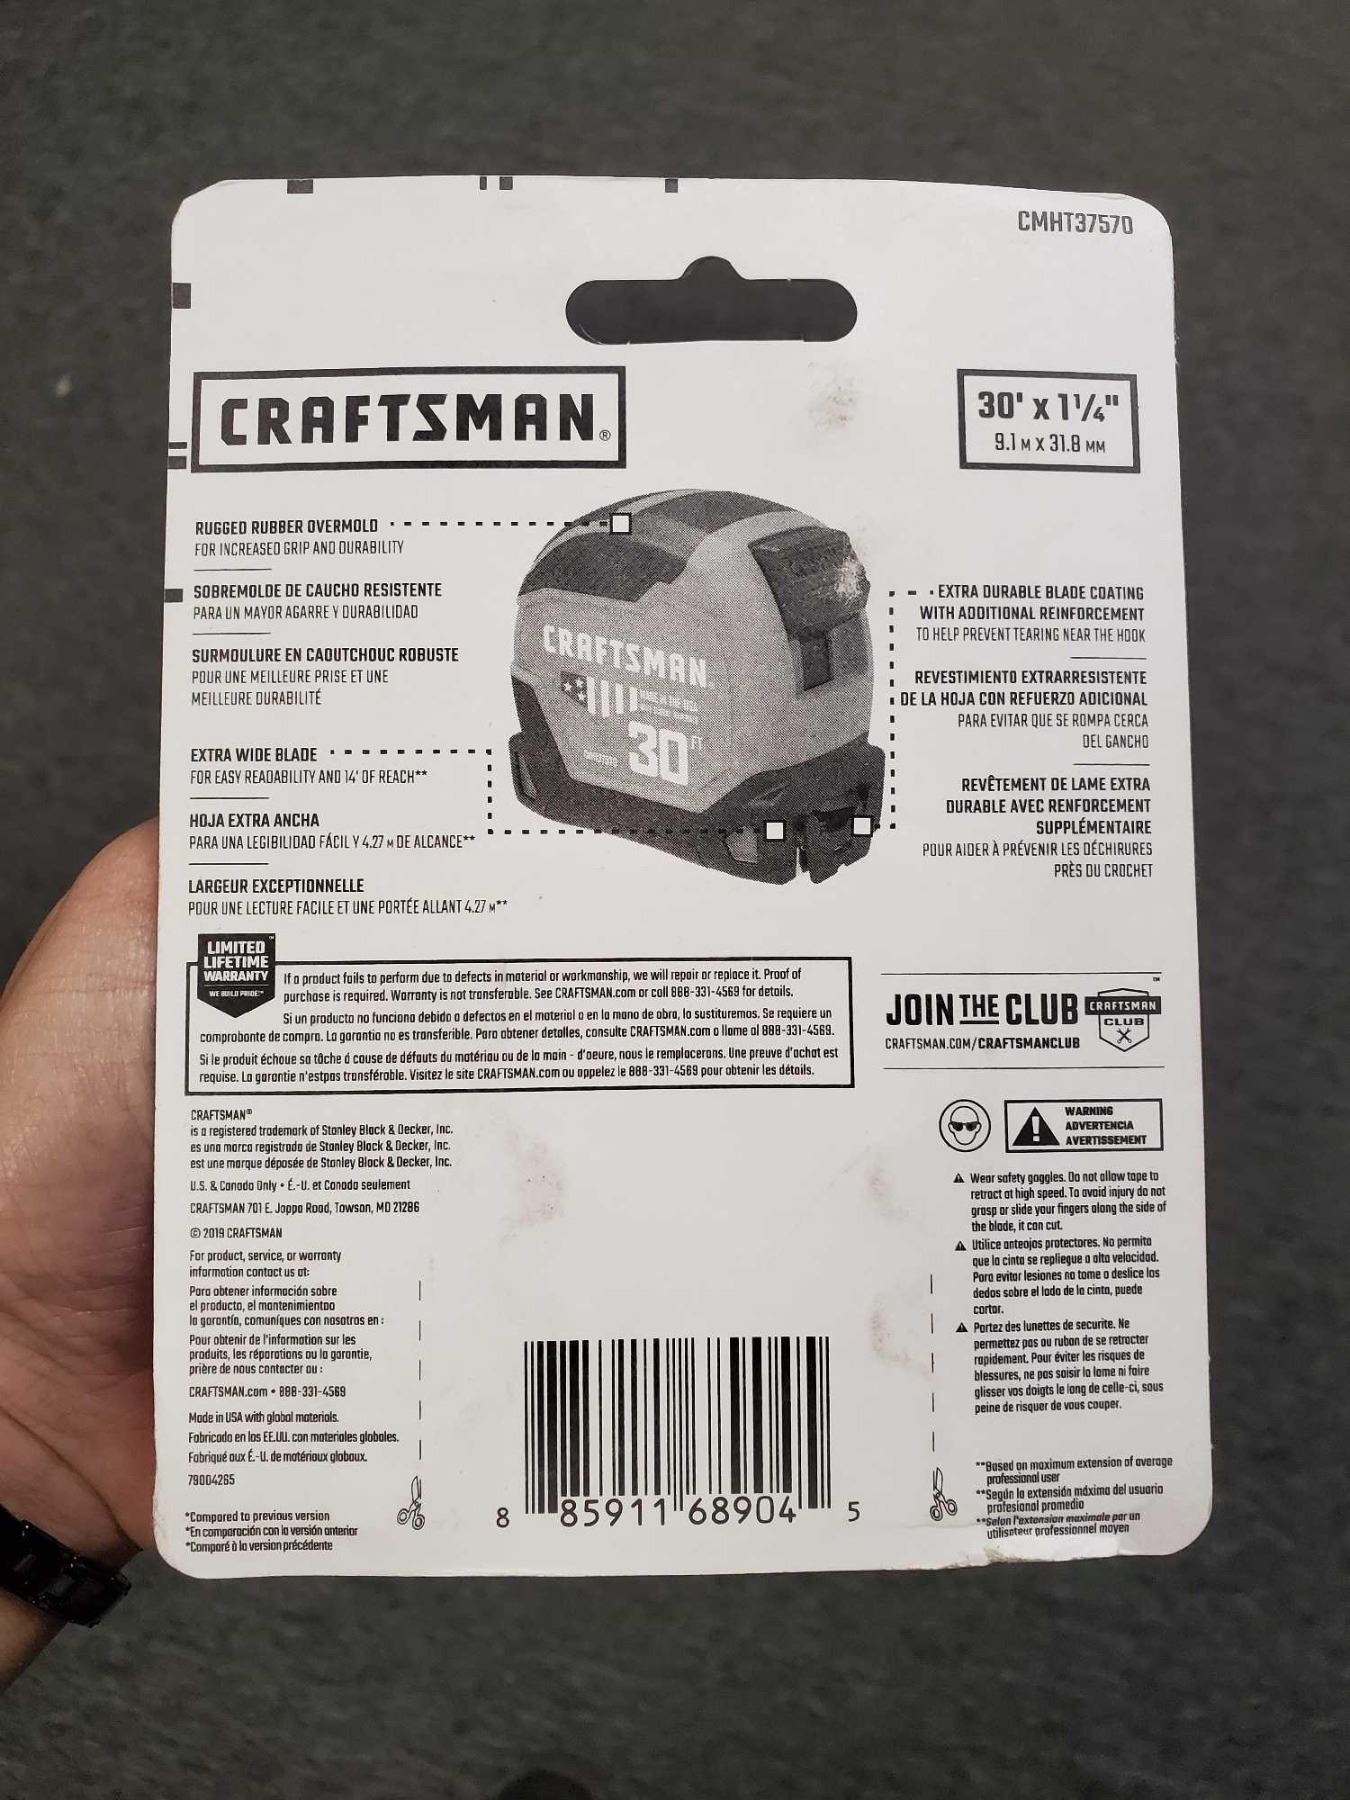 CMHT37570
CRAFTSMAN®
30' x 1 1/4"
9.1 M X 31.8 MM
RUGGED RUBBER OVERMOLD
FOR INCREASED GRIP AND DURABILITY
SOBREMOLDE DE CAUCHO RESISTENTE
PARA UN MAYOR AGARRE Y DURABILIDAD
SURMOULURE EN CAOUTCHOUC ROBUSTE
POUR UNE MEILLEURE PRISE ET UNE
MEILLEURE DURABILITÉ
EXTRA WIDE BLADE
FOR EASY READABILITY AND 14' OF REACH**
HOJA EXTRA ANCHA
PARA UNA LEGIBILIDAD FÁCIL Y 4.27 M DE ALCANCE**
LARGEUR EXCEPTIONNELLE
POUR UNE LECTURE FACILE ET UNE PORTÉE ALLANT 4.27 M**
CRAFTSMAN
MADE IN THE USA
30 FT
EXTRA DURABLE BLADE COATING
WITH ADDITIONAL REINFORCEMENT
TO HELP PREVENT TEARING NEAR THE HOOK
REVESTIMIENTO EXTRARRESISTENTE
DE LA HOJA CON REFUERZO ADICIONAL
PARA EVITAR QUE SE ROMPA CERCA
DEL GANCHO
REVÊTEMENT DE LAME EXTRA
DURABLE AVEC RENFORCEMENT
SUPPLÉMENTAIRE
POUR AIDER À PRÉVENIR LES DÉCHIRURES
PRÈS DU CROCHET
LIMITED
LIFETIME
WARRANTY
WE BUILD PRIDE™
If a product fails to perform due to defects in material or workmanship, we will repair or replace it. Proof of
purchase is required. Warranty is not transferable. See CRAFTSMAN.com or call 888-331-4569 for details.
Si un producto no funciona debido a defectos en el material o en la mano de obra, lo sustituremos. Se requiere un
comprobante de compra. La garantía no es transferible. Para obtener detalles, consulte CRAFTSMAN.com o llame al 888-331-4569.
Si le produit échoue sa tâche á cause de défauts du matériau ou de la main - d'oeure, nous le remplacerons. Une preuve d'achat est
requise. La garantie n'estpas transférable. Visitez le site CRAFTSMAN.com ou appelez le 888-331-4569 pour obtenir les détails.
JOIN THE CLUB
CRAFTSMAN™
CLUB
CRAFTSMAN.COM/CRAFTSMANCLUB
CRAFTSMAN®
is a registered trademark of Stanley Black & Decker, Inc.
es una marca registrada de Stanley Black & Decker, Inc.
est une marque déposée de Stanley Black & Decker, Inc.
U.S. & Canada Only • É.-U. et Canada seulement
CRAFTSMAN 701 E. Joppa Road, Towson, MD 21286
© 2019 CRAFTSMAN
For product, service, or warranty
information contact us at:
Para obtener información sobre
el producto, el mantenimientoo
la garantía, comuníques con nosotros en :
Pour obtenir de l'information sur les
produits, les réparations ou la garantie,
prière de nous contacter au :
CRAFTSMAN.com • 888-331-4569
Made in USA with global materials.
Fabricado en los EE.UU. con materiales globales.
Fabriqué aux É.-U. de matériaux globaux.
79004265
*Compared to previous version
*En comparación con la versión anterior
*Comparé à la version précédente
8 85911 68904 5
WARNING
ADVERTENCIA
AVERTISSEMENT
Wear safety goggles. Do not allow tape to
retract at high speed. To avoid injury do not
grasp or slide your fingers along the side of
the blade, it can cut.
Utilice anteojos protectores. No permita
que la cinta se repliegue a alta velocidad.
Para evitar lesiones no tome o deslice los
dedos sobre el lado de la cinta, puede
cortar.
Portez des lunettes de securite. Ne
permettez pas au ruban de se retracter
rapidement. Pour éviter les risques de
blessures, ne pas saisir la lame ni faire
glisser vos doigts le long de celle-ci, sous
peine de risquer de vous couper.
**Based on maximum extension of average
professional user
**Según la extensión máxima del usuario
profesional promedio
**Selon l'extension maximale par un
utilisateur professionnel moyen